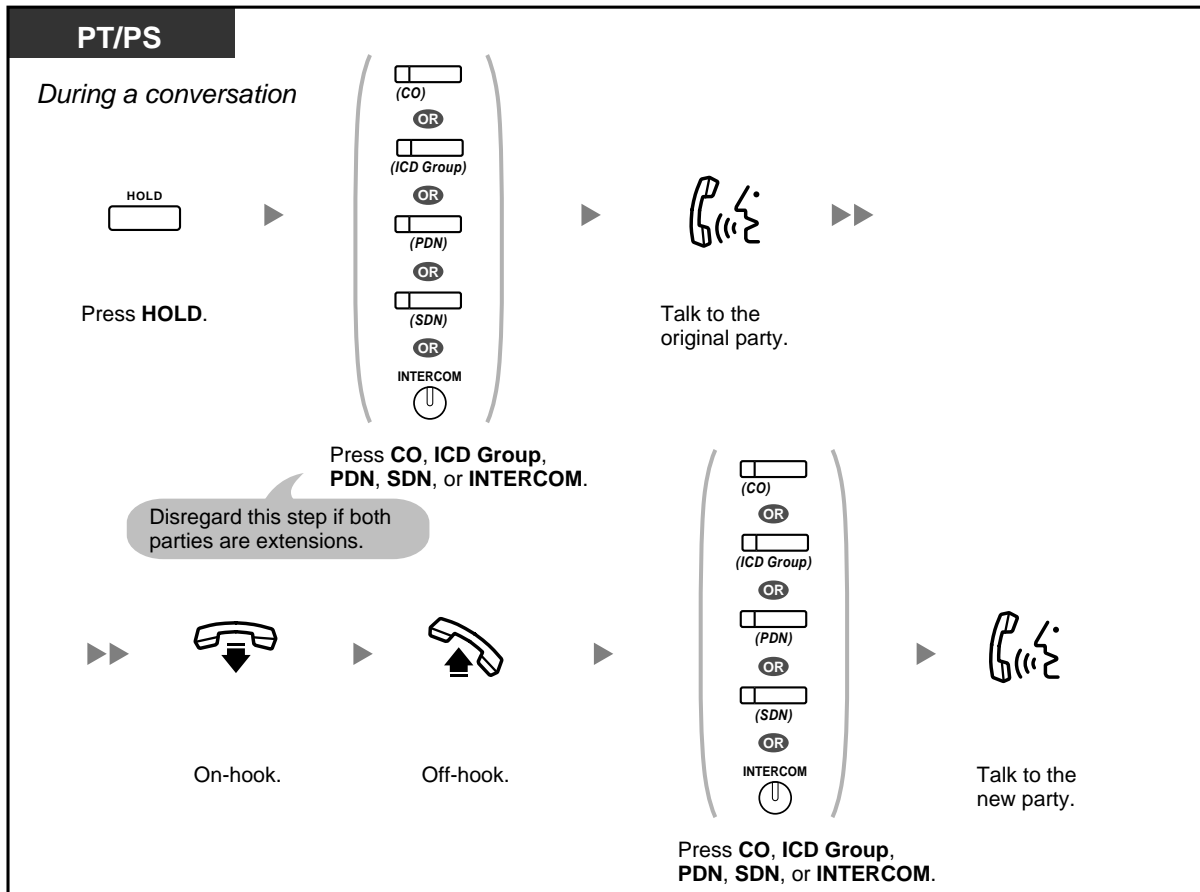 PT/PS
During a conversation
HOLD
Press HOLD.
(CO)
OR
(ICD Group)
OR
(PDN)
OR
(SDN)
OR
INTERCOM
Press CO, ICD Group,
PDN, SDN, or INTERCOM.
Disregard this step if both
parties are extensions.
Talk to the
original party.
On-hook.
Off-hook.
(CO)
OR
(ICD Group)
OR
(PDN)
OR
(SDN)
OR
INTERCOM
Press CO, ICD Group,
PDN, SDN, or INTERCOM.
Talk to the
new party.